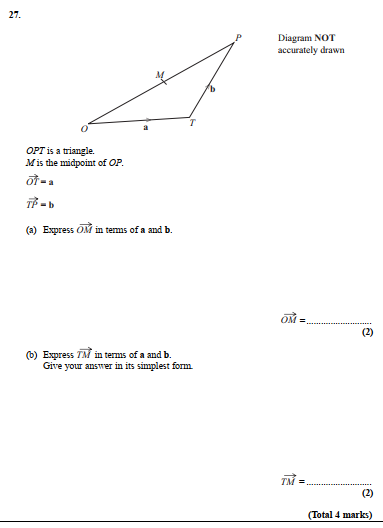 27.
P
Diagram NOT
accurately drawn
M
b
O
a
T
OPT is a triangle.
M is the midpoint of OP.
OT = a
TP = b
(a) Express OM in terms of a and b.
OM = ..........................
(2)
(b) Express TM in terms of a and b.
Give your answer in its simplest form.
TM = ..........................
(2)
(Total 4 marks)